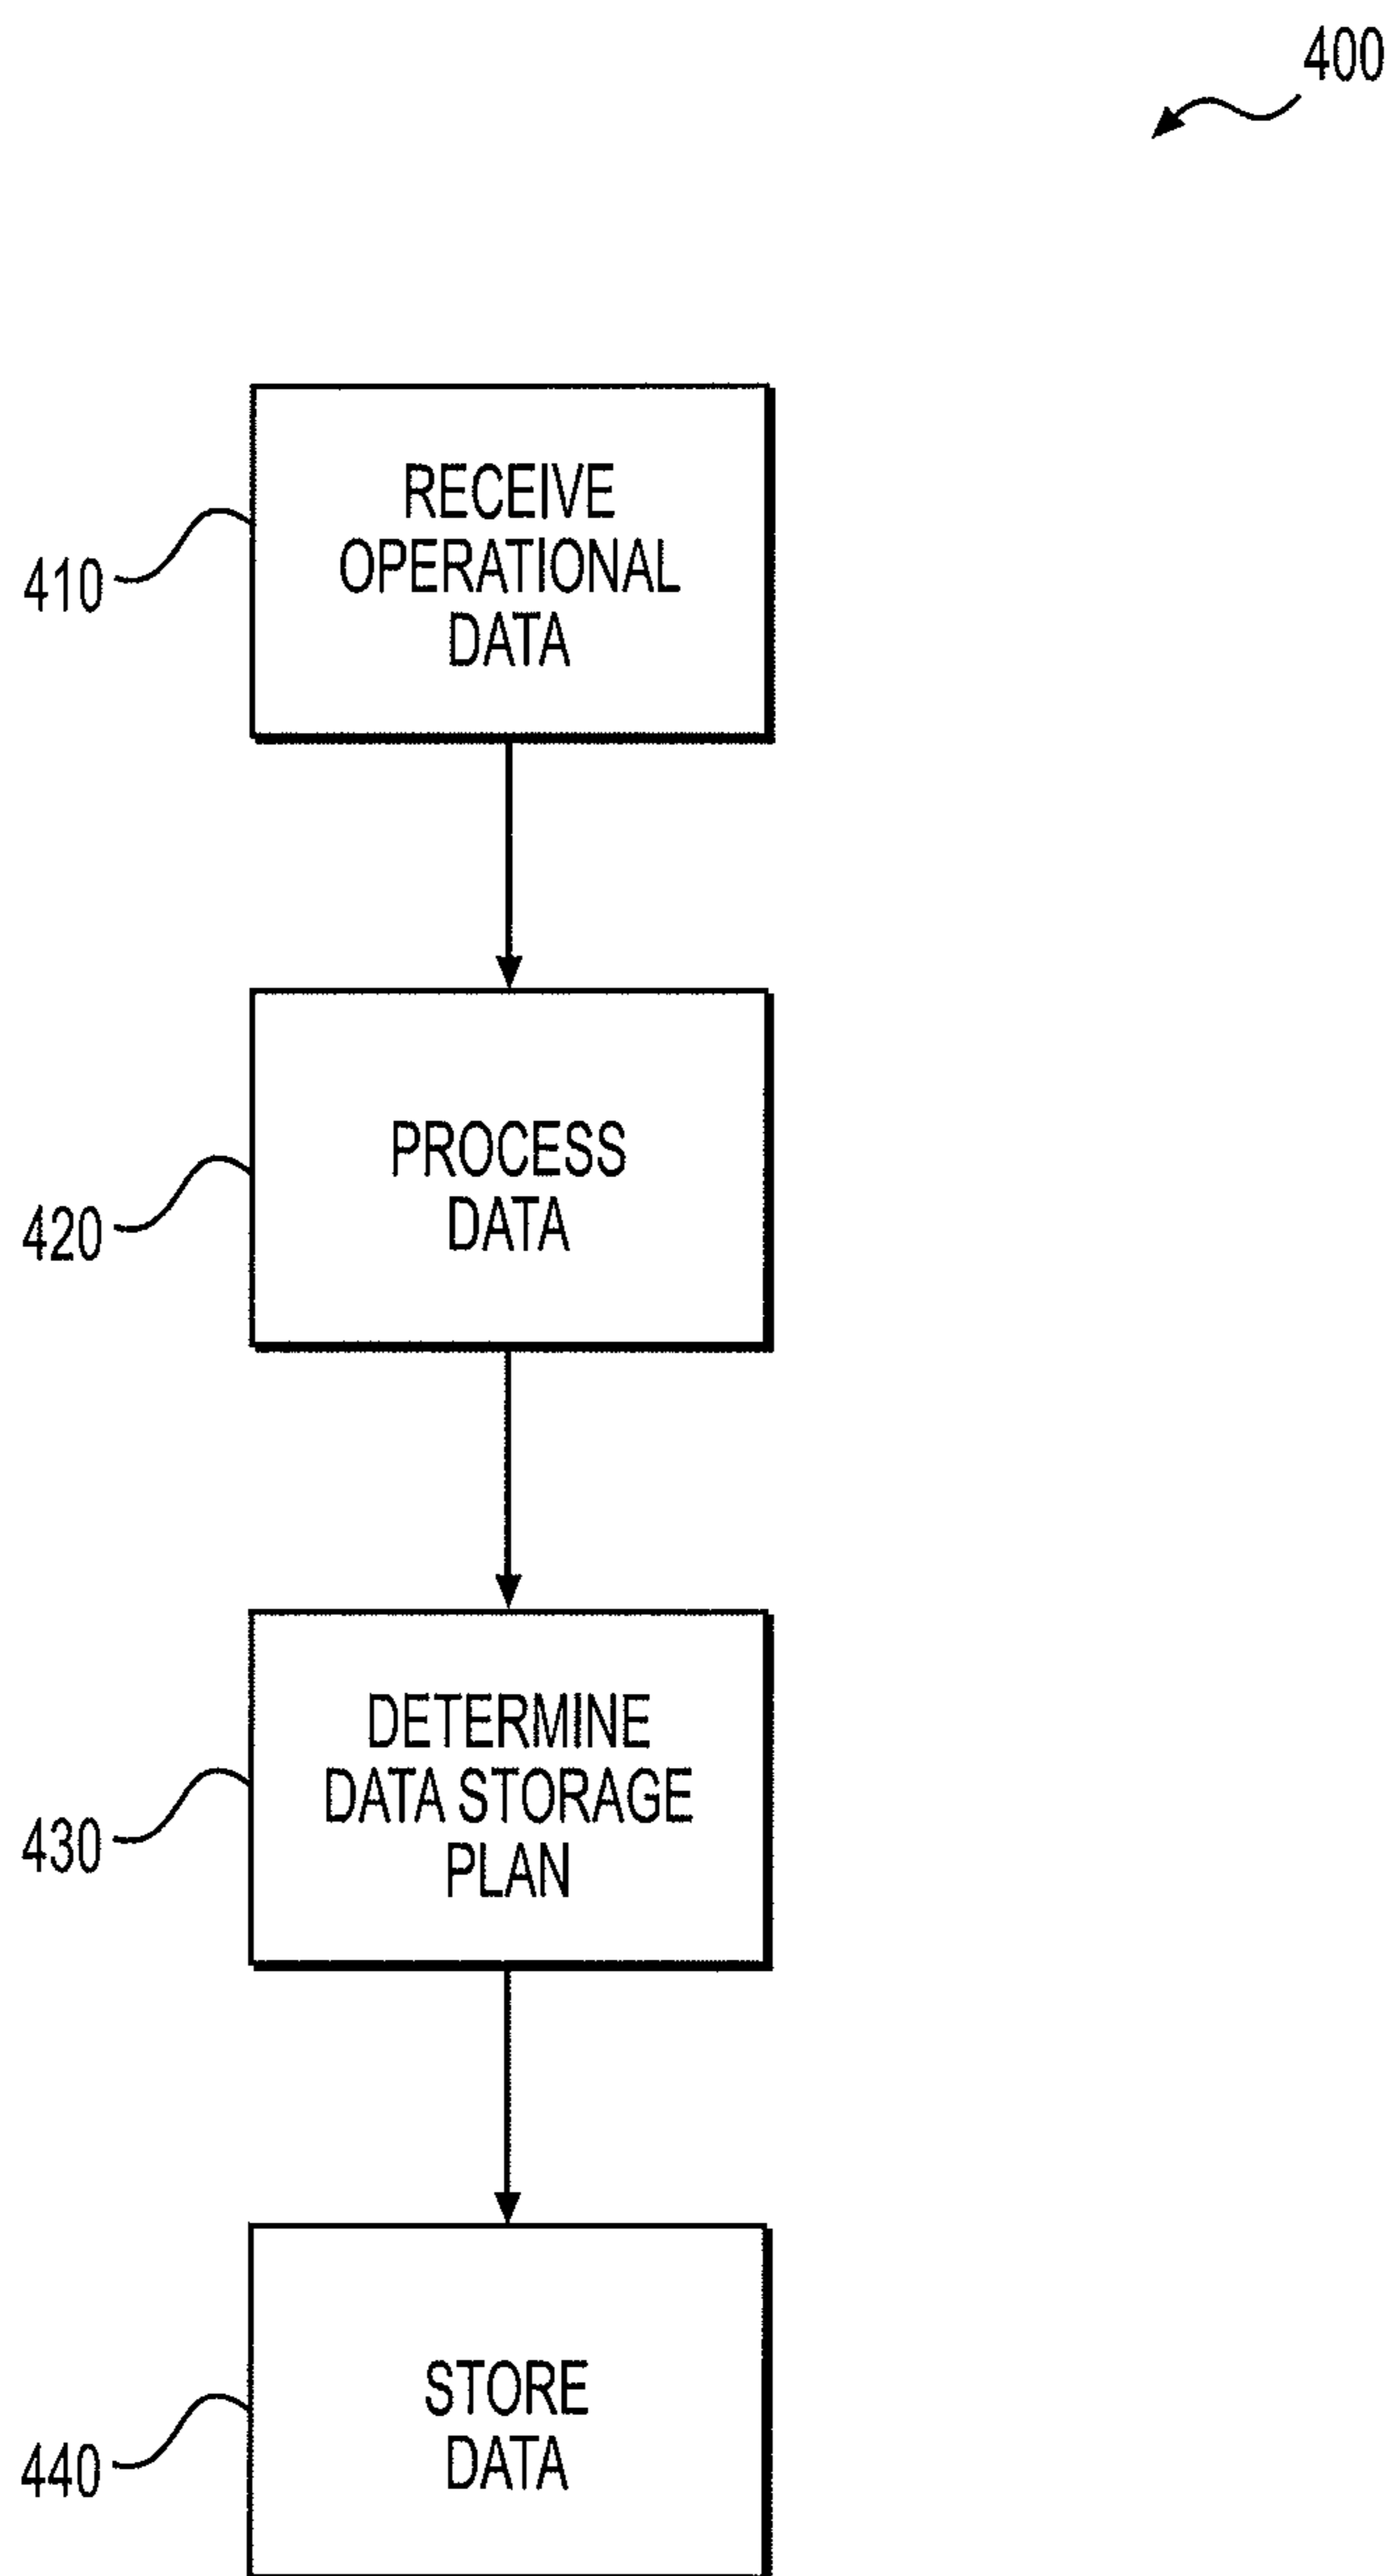 400
RECEIVE
OPERATIONAL
DATA
410
PROCESS
DATA
420
DETERMINE
DATA STORAGE
PLAN
430
STORE
DATA
440